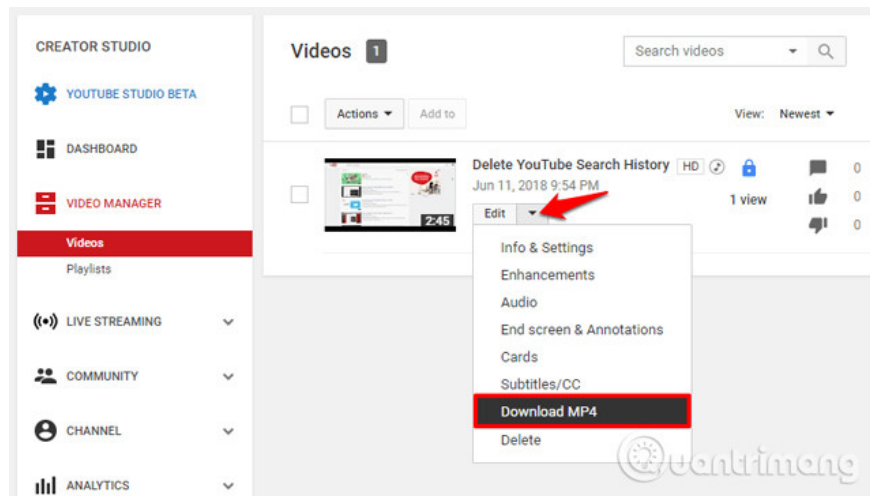 CREATOR STUDIO
YOUTUBE STUDIO BETA
DASHBOARD
VIDEO MANAGER
Videos
Playlists
LIVE STREAMING
COMMUNITY
CHANNEL
ANALYTICS
Videos 1
Search videos
Actions Add to
View: Newest
2:45
Delete YouTube Search History HD
Jun 11, 2018 9:54 PM
Edit
1 view
0
0
0
Info & Settings
Enhancements
Audio
End screen & Annotations
Cards
Subtitles/CC
Download MP4
Delete
Quantrimang